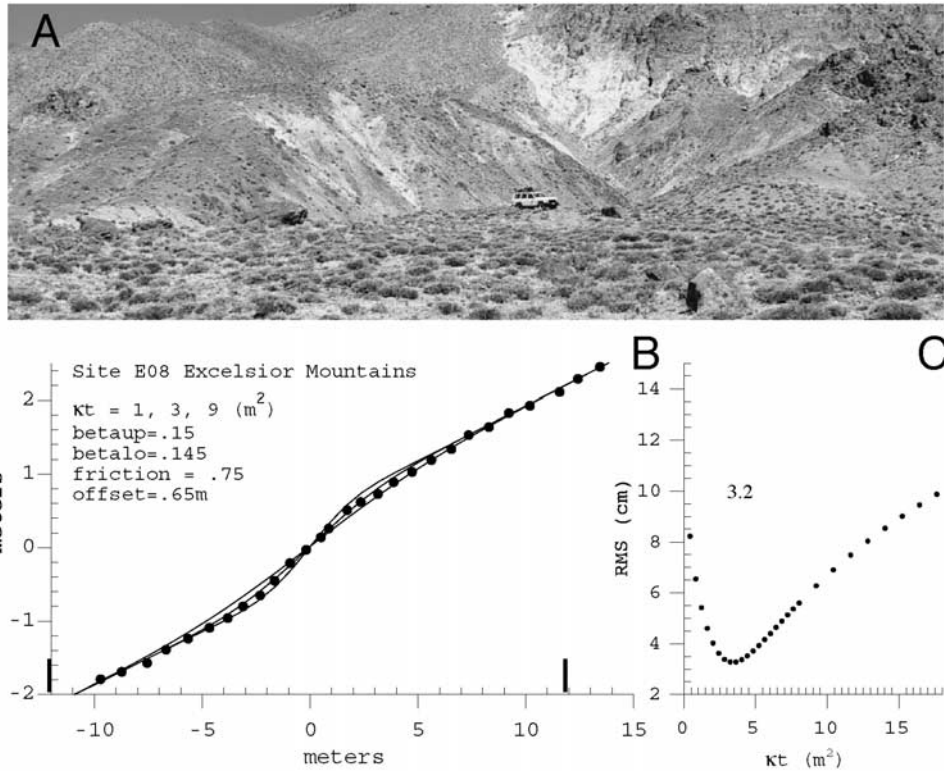 A
B
C
Site E08 Excelsior Mountains
κt = 1, 3, 9 (m²)
betaup=.15
betalo=.145
friction = .75
offset=.65m
2
1
0
-1
-2
-10
-5
0
5
10
15
meters
14
12
10
8
6
4
2
RMS (cm)
3.2
0
5
10
15
κt (m²)